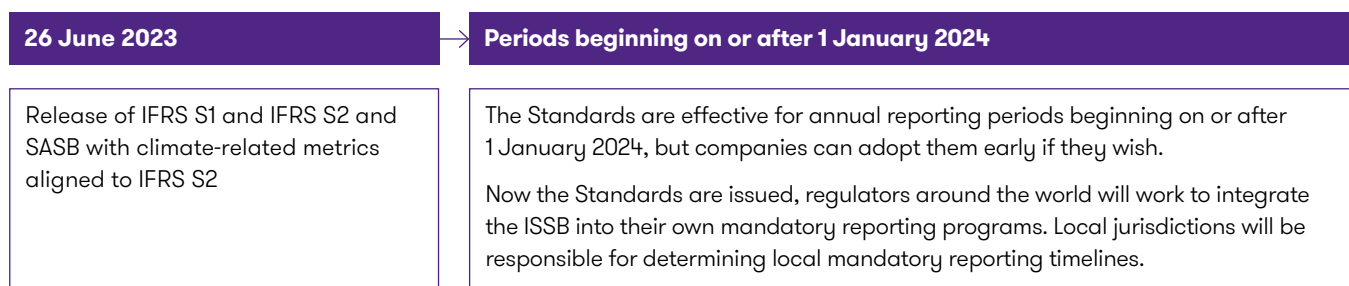 26 June 2023
Periods beginning on or after 1 January 2024
Release of IFRS S1 and IFRS S2 and
SASB with climate-related metrics
aligned to IFRS S2
The Standards are effective for annual reporting periods beginning on or after
1 January 2024, but companies can adopt them early if they wish.
Now the Standards are issued, regulators around the world will work to integrate
the ISSB into their own mandatory reporting programs. Local jurisdictions will be
responsible for determining local mandatory reporting timelines.